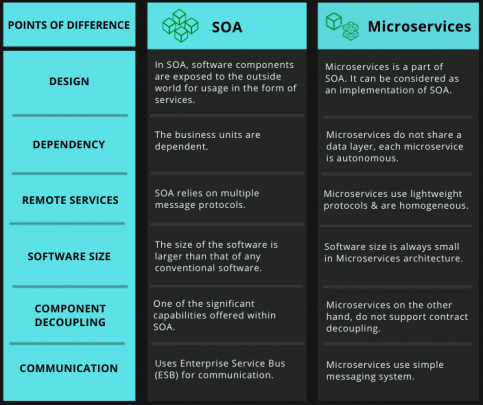 POINTS OF DIFFERENCE
SOA
Microservices
DESIGN
In SOA, software components
are exposed to the outside
world for usage in the form of
services.
Microservices is a part of
SOA. It can be considered as
an implementation of SOA.
DEPENDENCY
The business units are
dependent.
Microservices do not share a
data layer, each microservice
is autonomous.
REMOTE SERVICES
SOA relies on multiple
message protocols.
Microservices use lightweight
protocols & are homogeneous.
SOFTWARE SIZE
The size of the software is
larger than that of any
conventional software.
Software size is always small
in Microservices architecture.
COMPONENT
DECOUPLING
One of the significant
capabilities offered within
SOA.
Microservices on the other
hand, do not support contract
decoupling.
COMMUNICATION
Uses Enterprise Service Bus
(ESB) for communication.
Microservices use simple
messaging system.